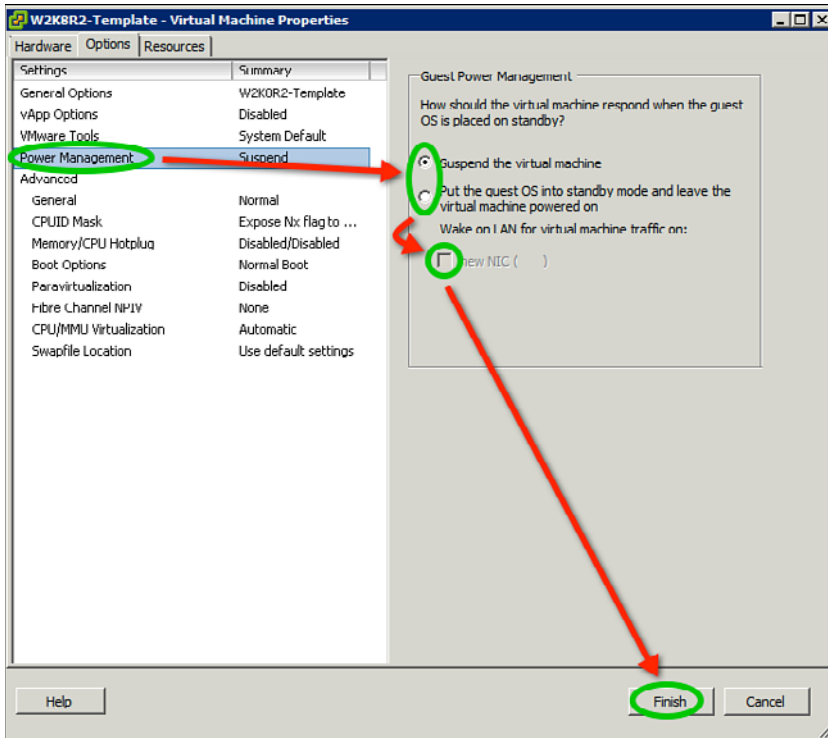 W2K8R2-Template - Virtual Machine Properties
Hardware Options Resources
Settings Summary
General Options W2K0R2-Template
vApp Options Disabled
VMware Tools System Default
Power Management Suspend
Advanced
General Normal
CPUID Mask Expose Nx flag to ...
Memory/CPU Hotplug Disabled/Disabled
Boot Options Normal Boot
Paravirtualization Disabled
Fibre Channel NPIV None
CPU/MMU Virtualization Automatic
Swapfile Location Use default settings
Guest Power Management
How should the virtual machine respond when the guest
OS is placed on standby?
Suspend the virtual machine
Put the guest OS into standby mode and leave the
virtual machine powered on
Wake on LAN for virtual machine traffic on:
new NIC ( )
Help Finish Cancel